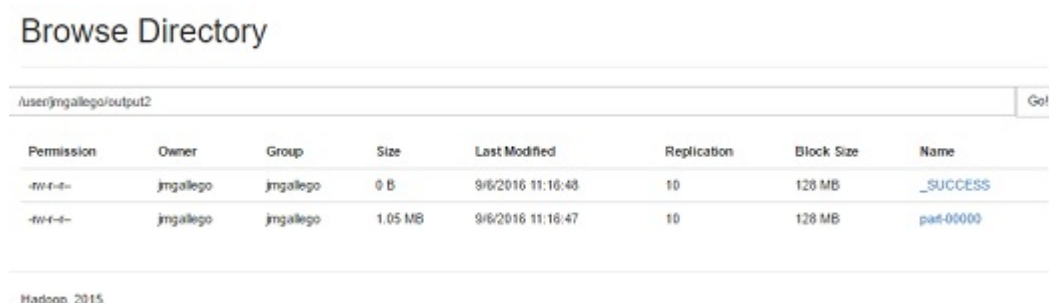 Browse Directory
/user/jmgallego/output2 Go!
Permission Owner Group Size Last Modified Replication Block Size Name
-rw-r--r-- jmgallego jmgallego 0 B 9/6/2016 11:16:48 10 128 MB _SUCCESS
-rw-r--r-- jmgallego jmgallego 1.05 MB 9/6/2016 11:16:47 10 128 MB part-00000
Hadoop, 2015.